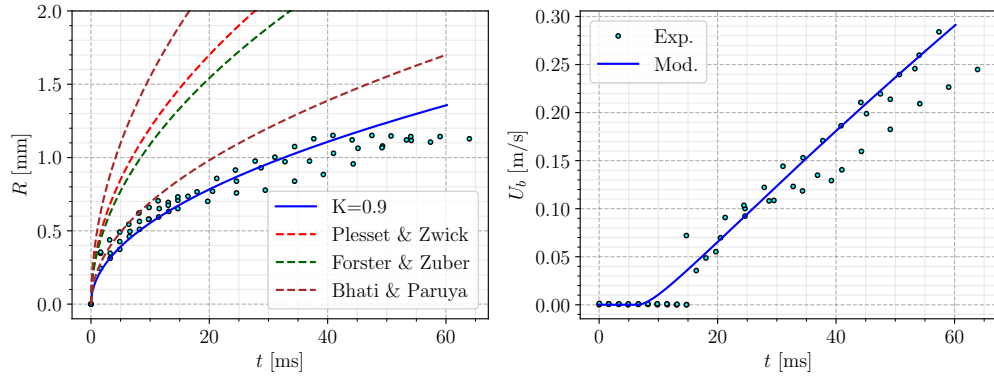 2.0
1.5
1.0
0.5
0.0
R [mm]
K=0.9
Plesset & Zwick
Forster & Zuber
Bhati & Paruya
0 20 40 60
t [ms]
0.30
0.25
0.20
0.15
0.10
0.05
0.00
U_b [m/s]
Exp.
Mod.
0 20 40 60
t [ms]